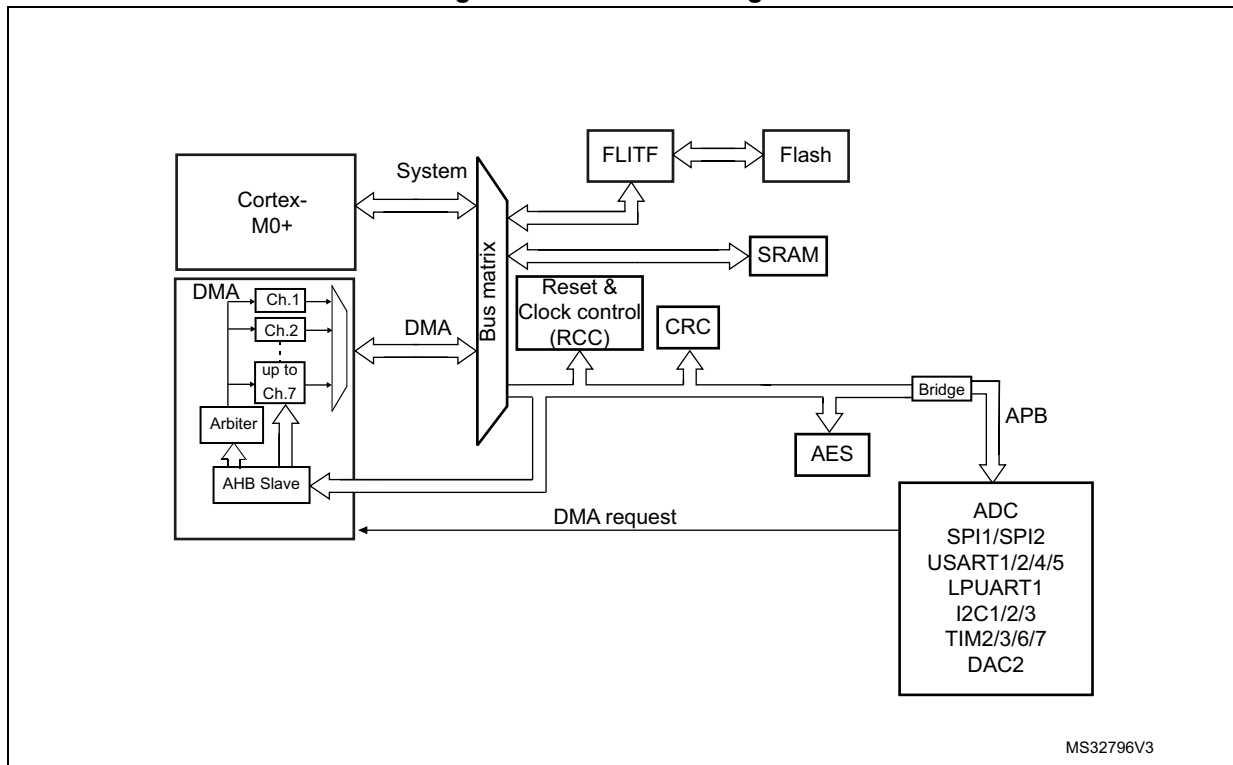 FLITF
Flash
System
Cortex-
M0+
Bus matrix
SRAM
DMA
Ch.1
Ch.2
up to
Ch.7
Arbiter
AHB Slave
DMA
Reset &
Clock control
(RCC)
CRC
Bridge
APB
AES
DMA request
ADC
SPI1/SPI2
USART1/2/4/5
LPUART1
I2C1/2/3
TIM2/3/6/7
DAC2
MS32796V3